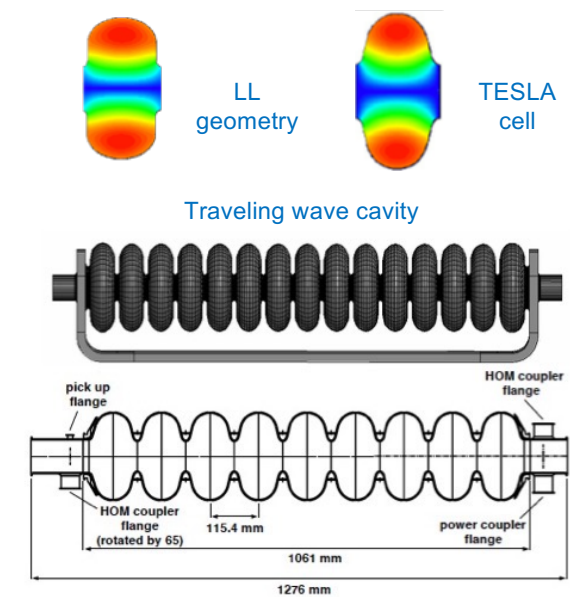 LL
geometry
TESLA
cell
Traveling wave cavity
pick up
flange
HOM coupler
flange
HOM coupler
flange
(rotated by 65)
115.4 mm
power coupler
flange
1061 mm
1276 mm